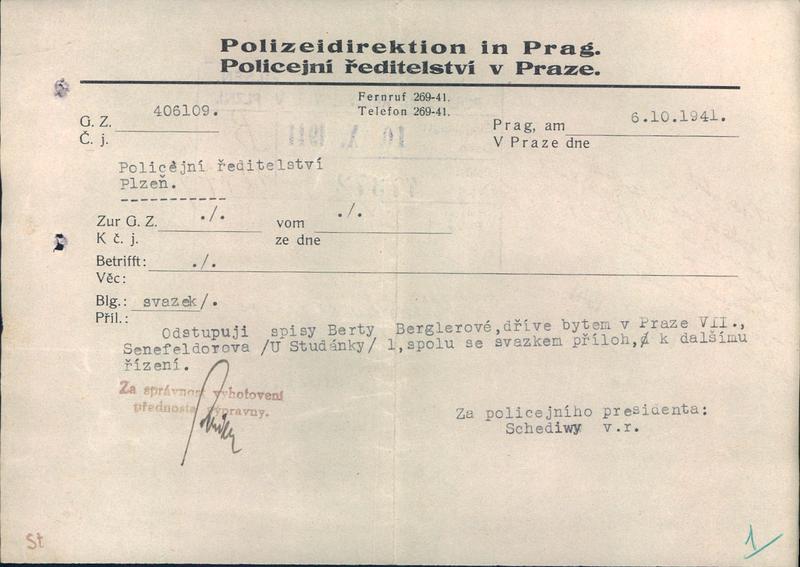 Polizeidirektion in Prag.
Policejní ředitelství v Praze.
Fernruf 269-41.
Telefon 269-41.
G. Z. 406109.
Č. j.
Prag, am 6.10.1941.
V Praze dne
Policejní ředitelství
Plzeň.
-----------
Zur G. Z. ./. vom ./.
K č. j. ze dne
Betrifft: ./.
Věc:
Blg.: svazek/.
Příl.:
Odstupuji spisy Berty Berglerové,dříve bytem v Praze VII.,
Senefeldorova /U Studánky/ 1,spolu se svazkem příloh, k dalšímu
řízení.
Za správnost vyhotovení
přednosta výpravny.
Za policejního presidenta:
Schediwy v.r.
St
1